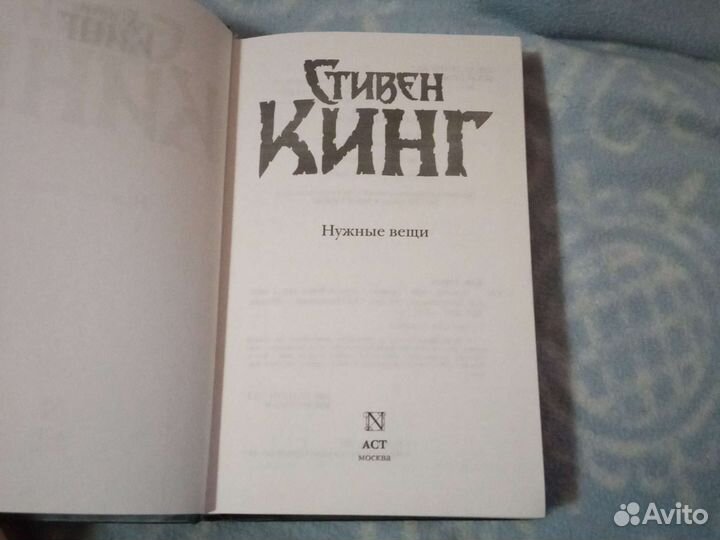 Стивен
Кинг
Нужные вещи
N
АСТ
москва
Avito